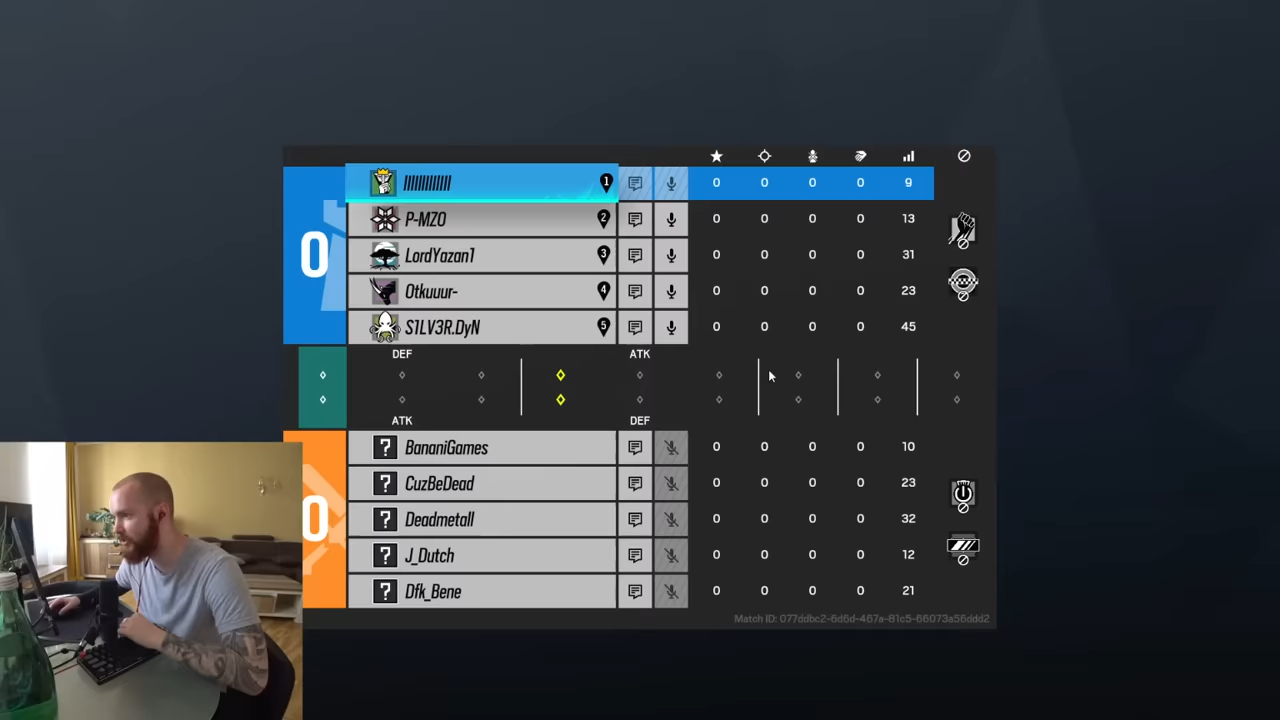 llllllllllll 1 0 0 0 0 9
P-MZO 2 0 0 0 0 13
LordYazan1 3 0 0 0 0 31
Otkuuur- 4 0 0 0 0 23
S1LV3R.DyN 5 0 0 0 0 45
0
DEF ATK
ATK DEF
? BananiGames 0 0 0 0 10
? CuzBeDead 0 0 0 0 23
? Deadmetall 0 0 0 0 32
? J_Dutch 0 0 0 0 12
? Dfk_Bene 0 0 0 0 21
0
Match ID: 077ddbc2-6d6d-467a-81c5-66073a56ddd2